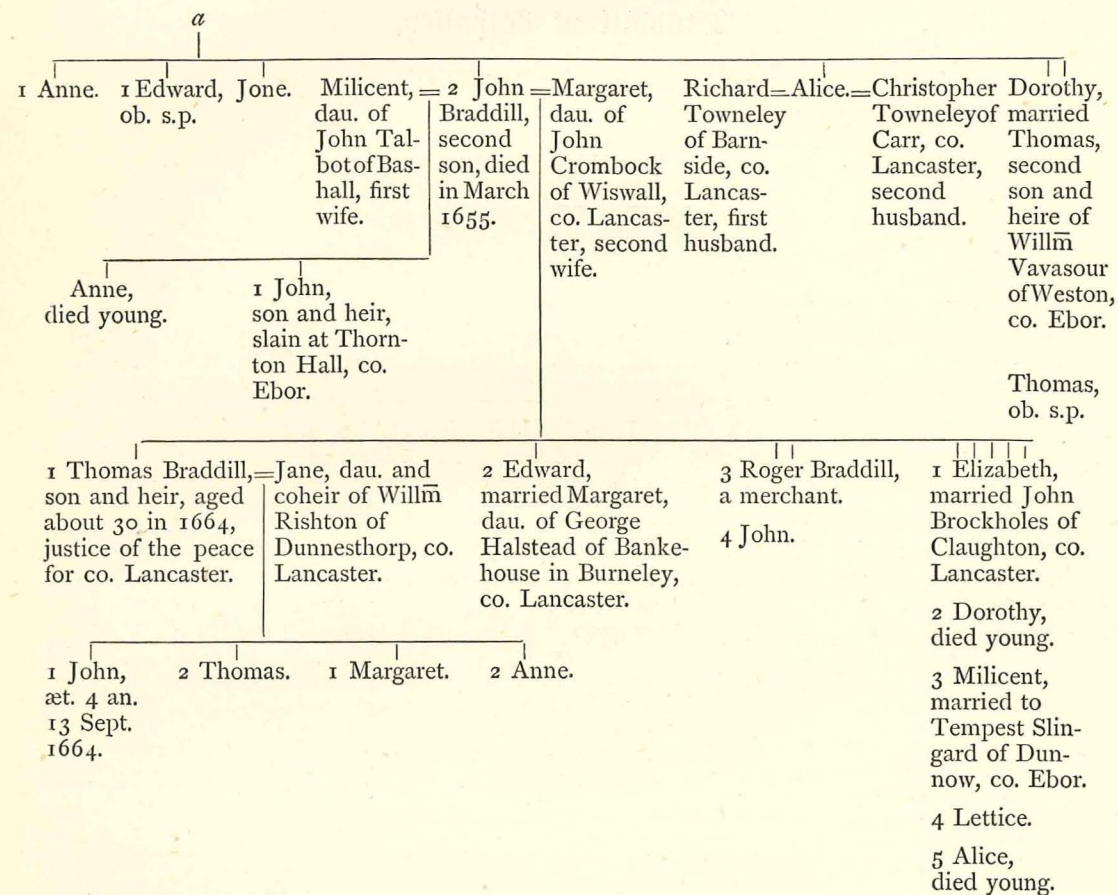 a
1 Anne.
1 Edward,
ob. s.p.
Jone.
Milicent,
dau. of
John Tal-
bot of Bas-
hall, first
wife.
= 2 John =
Braddill,
second
son, died
in March
1655.
Margaret,
dau. of
John
Crombock
of Wiswall,
co. Lancas-
ter, second
wife.
Richard=Alice.=Christopher
Towneley
of Barn-
side, co.
Lancas-
ter, first
husband.
Towneley of
Carr, co.
Lancaster,
second
husband.
Dorothy,
married
Thomas,
second
son and
heire of
Willm̄
Vavasour
of Weston,
co. Ebor.
Thomas,
ob. s.p.
Anne,
died young.
1 John,
son and heir,
slain at Thorn-
ton Hall, co.
Ebor.
1 Thomas Braddill,=Jane, dau. and
son and heir, aged
about 30 in 1664,
justice of the peace
for co. Lancaster.
coheir of Willm̄
Rishton of
Dunnesthorp, co.
Lancaster.
2 Edward,
married Margaret,
dau. of George
Halstead of Banke-
house in Burneley,
co. Lancaster.
3 Roger Braddill,
a merchant.
4 John.
1 Elizabeth,
married John
Brockholes of
Claughton, co.
Lancaster.
2 Dorothy,
died young.
3 Milicent,
married to
Tempest Slin-
gard of Dun-
now, co. Ebor.
4 Lettice.
5 Alice,
died young.
1 John,
æt. 4 an.
13 Sept.
1664.
2 Thomas.
1 Margaret.
2 Anne.